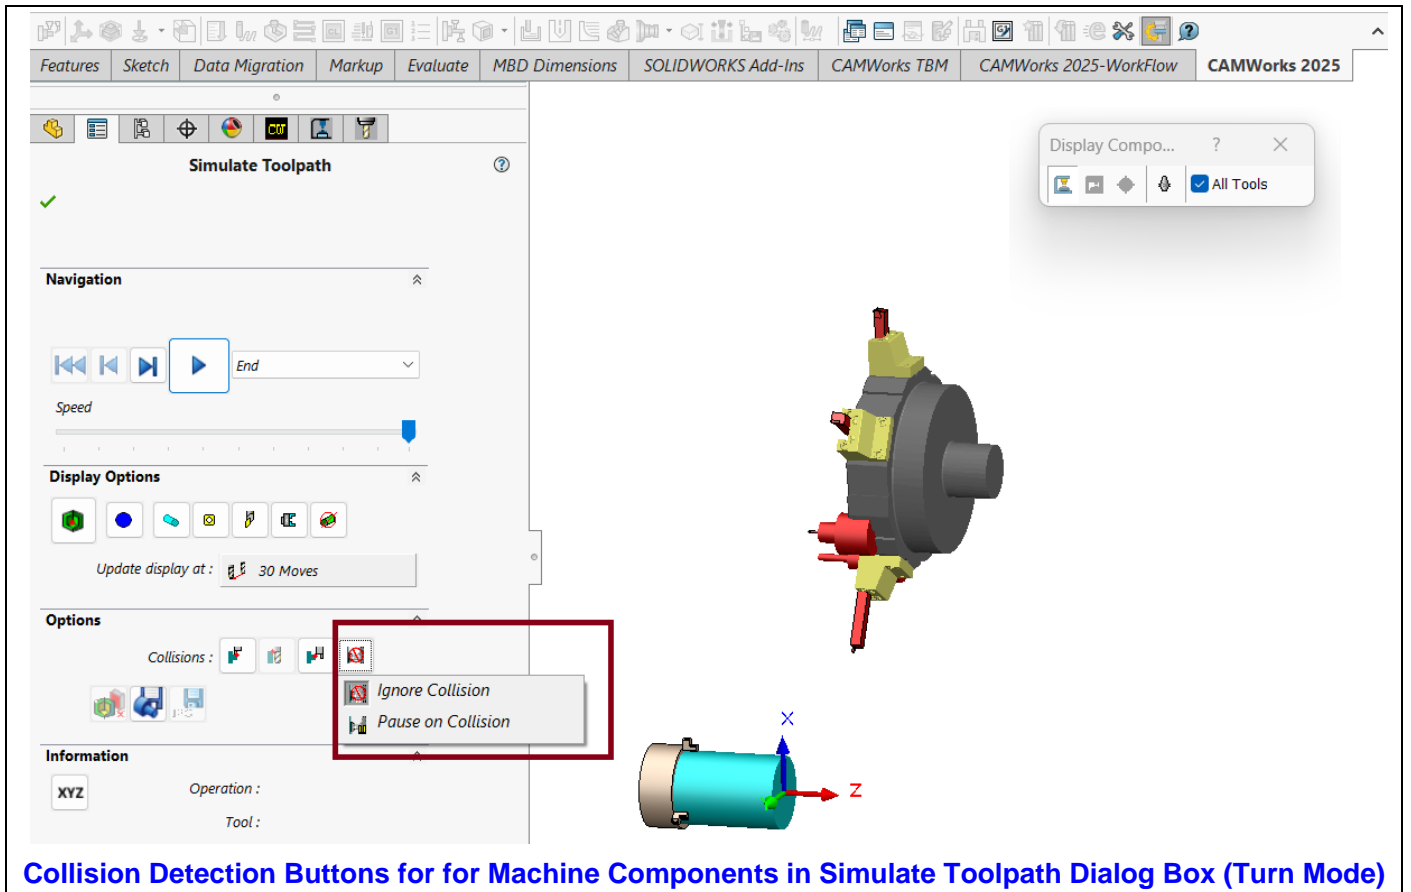 Features Sketch Data Migration Markup Evaluate MBD Dimensions SOLIDWORKS Add-Ins CAMWorks TBM CAMWorks 2025-WorkFlow CAMWorks 2025
CW
Simulate Toolpath
Display Compo... ?
All Tools
Navigation
End
Speed
Display Options
Update display at : 30 Moves
Options
Collisions :
Ignore Collision
Pause on Collision
Information
XYZ Operation :
Tool :
X
Z
Collision Detection Buttons for for Machine Components in Simulate Toolpath Dialog Box (Turn Mode)